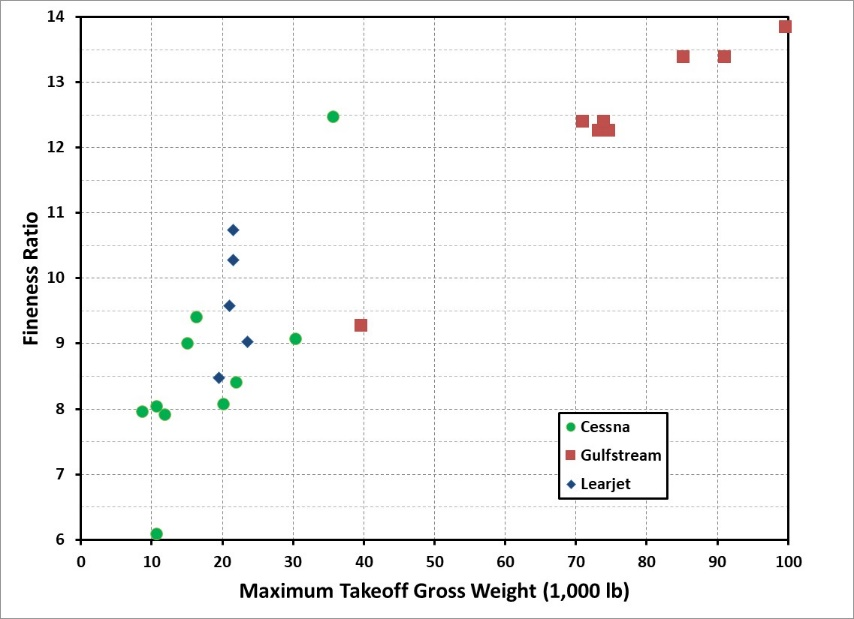 14
13
12
11
10
9
8
7
6
Fineness Ratio
Cessna
Gulfstream
Learjet
0 10 20 30 40 50 60 70 80 90 100
Maximum Takeoff Gross Weight (1,000 lb)